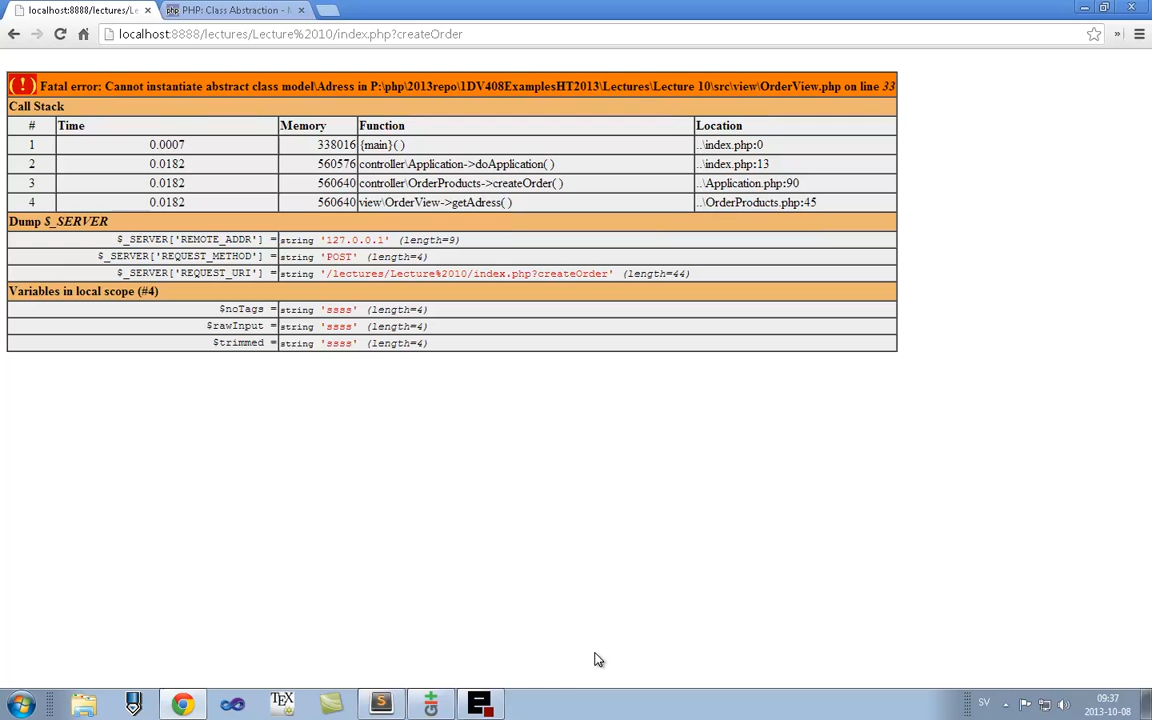 localhost:8888/lectures/Le
PHP: Class Abstraction -
localhost:8888/lectures/Lecture%2010/index.php?createOrder
(!) Fatal error: Cannot instantiate abstract class model\Adress in P:\php\2013repo\1DV408ExamplesHT2013\Lectures\Lecture 10\src\view\OrderView.php on line 33
Call Stack
# Time Memory Function Location
1 0.0007 338016 {main}( ) ..\index.php:0
2 0.0182 560576 controller\Application->doApplication( ) ..\index.php:13
3 0.0182 560640 controller\OrderProducts->createOrder( ) ..\Application.php:90
4 0.0182 560640 view\OrderView->getAdress( ) ..\OrderProducts.php:45
Dump $_SERVER
$_SERVER['REMOTE_ADDR'] = string '127.0.0.1' (length=9)
$_SERVER['REQUEST_METHOD'] = string 'POST' (length=4)
$_SERVER['REQUEST_URI'] = string '/lectures/Lecture%2010/index.php?createOrder' (length=44)
Variables in local scope (#4)
$noTags = string 'ssss' (length=4)
$rawInput = string 'ssss' (length=4)
$trimmed = string 'ssss' (length=4)
TEX
SV
09:37
2013-10-08